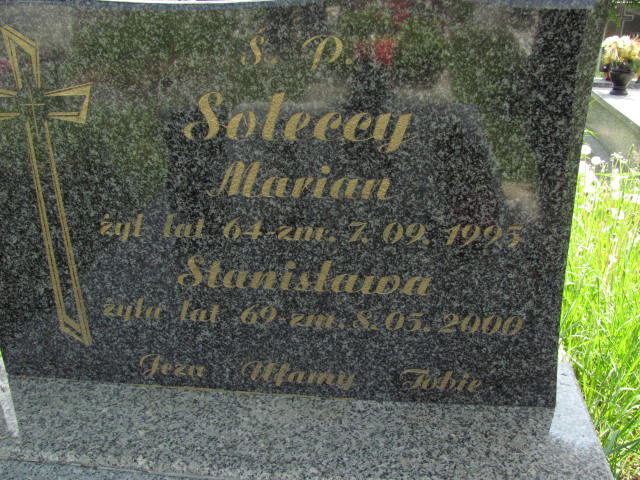 Ś. P.
Soleccy
Marian
żył lat 64-zm. 7. 09. 1995
Stanisława
żyła lat 69-zm. 8. 05. 2000
Jezu Ufamy Tobie